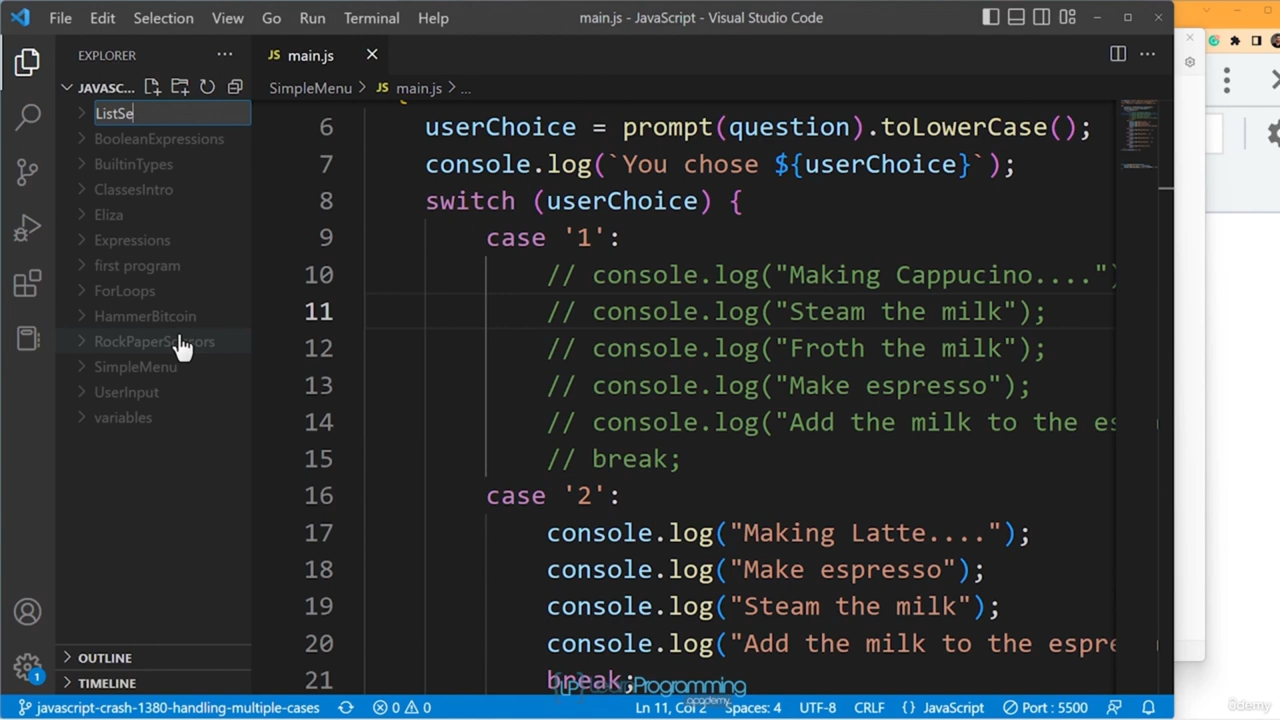 File Edit Selection View Go Run Terminal Help
main.js - JavaScript - Visual Studio Code
EXPLORER
JAVASC...
ListSe
BooleanExpressions
BuiltinTypes
ClassesIntro
Eliza
Expressions
first program
ForLoops
HammerBitcoin
SimpleMenu
UserInput
variables
OUTLINE
TIMELINE
JS main.js
SimpleMenu > JS main.js > ...
6 userChoice = prompt(question).toLowerCase();
7 console.log(`You chose ${userChoice}`);
8 switch (userChoice) {
9 case '1':
10 // console.log("Making Cappucino....")
11 // console.log("Steam the milk");
12 // console.log("Froth the milk");
13 // console.log("Make espresso");
14 // console.log("Add the milk to the es
15 // break;
16 case '2':
17 console.log("Making Latte....");
18 console.log("Make espresso");
19 console.log("Steam the milk");
20 console.log("Add the milk to the espre
21 break;
Programming
academy
1
javascript-crash-1380-handling-multiple-cases 0 0 Ln 11, Col 2 Spaces: 4 UTF-8 CRLF {} JavaScript Port : 5500
ûdemy